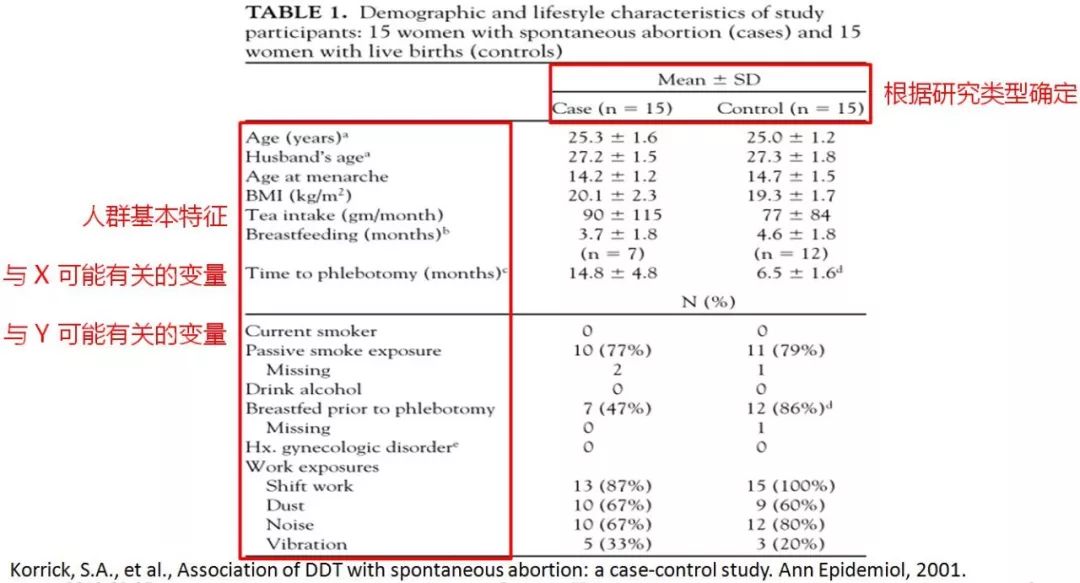 TABLE 1. Demographic and lifestyle characteristics of study
participants: 15 women with spontaneous abortion (cases) and 15
women with live births (controls)
Mean ± SD
Case (n = 15) Control (n = 15)
根据研究类型确定
Age (years)ᵃ 25.3 ± 1.6 25.0 ± 1.2
Husband's ageᵃ 27.2 ± 1.5 27.3 ± 1.8
Age at menarche 14.2 ± 1.2 14.7 ± 1.5
BMI (kg/m²) 20.1 ± 2.3 19.3 ± 1.7
Tea intake (gm/month) 90 ± 115 77 ± 84
Breastfeeding (months)ᵇ 3.7 ± 1.8 4.6 ± 1.8
(n = 7) (n = 12)
Time to phlebotomy (months)ᶜ 14.8 ± 4.8 6.5 ± 1.6ᵈ
N (%)
Current smoker 0 0
Passive smoke exposure 10 (77%) 11 (79%)
Missing 2 1
Drink alcohol 0 0
Breastfed prior to phlebotomy 7 (47%) 12 (86%)ᵈ
Missing 0 1
Hx. gynecologic disorderᵉ 0 0
Work exposures
Shift work 13 (87%) 15 (100%)
Dust 10 (67%) 9 (60%)
Noise 10 (67%) 12 (80%)
Vibration 5 (33%) 3 (20%)
人群基本特征
与 X 可能有关的变量
与 Y 可能有关的变量
Korrick, S.A., et al., Association of DDT with spontaneous abortion: a case-control study. Ann Epidemiol, 2001.